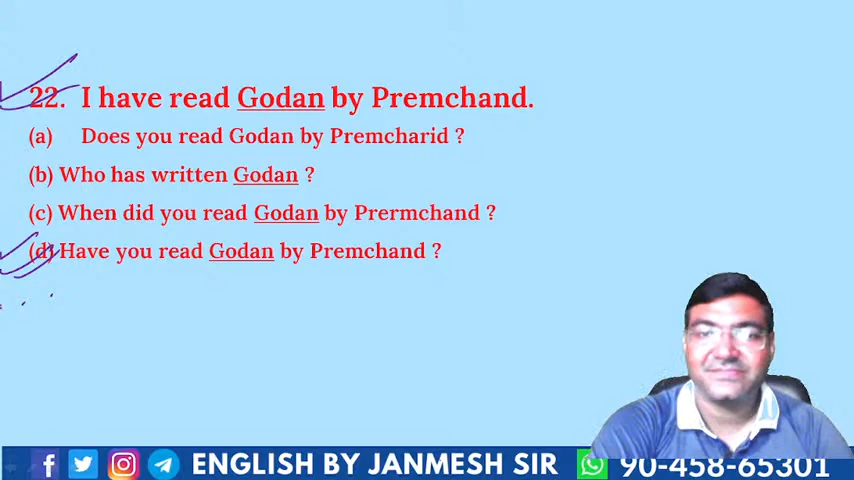 22. I have read Godan by Premchand.
(a) Does you read Godan by Premcharid ?
(b) Who has written Godan ?
(c) When did you read Godan by Prermchand ?
(d) Have you read Godan by Premchand ?
ENGLISH BY JANMESH SIR 90-458-65301